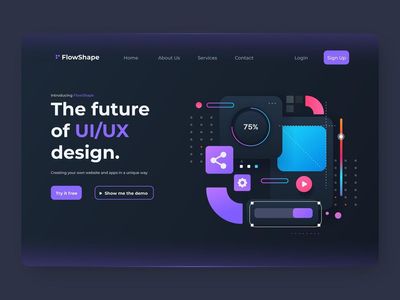 FlowShape
Home
About Us
Services
Contact
Login
Sign Up
Introducing FlowShape
The future
of UI/UX
design.
Creating your own website and apps in a unique way
Try it free
Show me the demo
75%